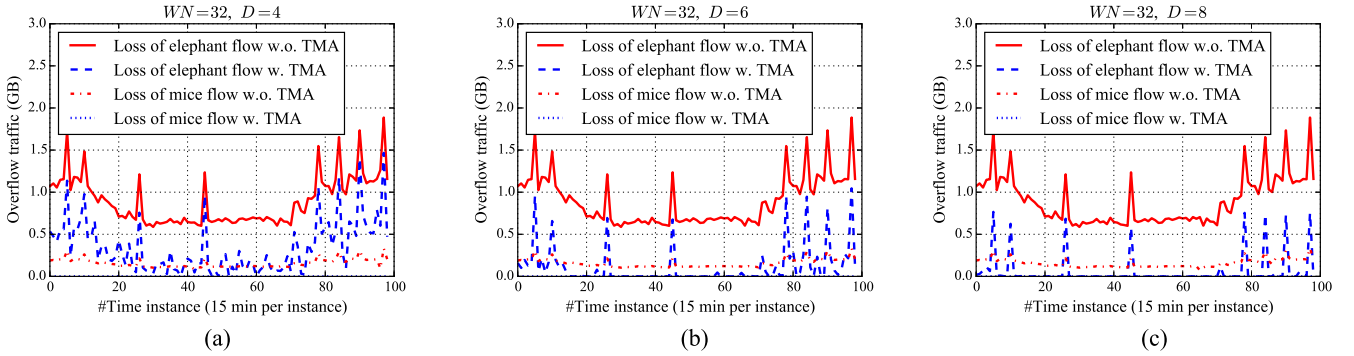 WN=32, D=4
3.0
2.5
2.0
1.5
1.0
0.5
0.0
Overflow traffic (GB)
Loss of elephant flow w.o. TMA
Loss of elephant flow w. TMA
Loss of mice flow w.o. TMA
Loss of mice flow w. TMA
0 20 40 60 80 100
#Time instance (15 min per instance)
(a)
WN=32, D=6
3.0
2.5
2.0
1.5
1.0
0.5
0.0
Overflow traffic (GB)
Loss of elephant flow w.o. TMA
Loss of elephant flow w. TMA
Loss of mice flow w.o. TMA
Loss of mice flow w. TMA
0 20 40 60 80 100
#Time instance (15 min per instance)
(b)
WN=32, D=8
3.0
2.5
2.0
1.5
1.0
0.5
0.0
Overflow traffic (GB)
Loss of elephant flow w.o. TMA
Loss of elephant flow w. TMA
Loss of mice flow w.o. TMA
Loss of mice flow w. TMA
0 20 40 60 80 100
#Time instance (15 min per instance)
(c)